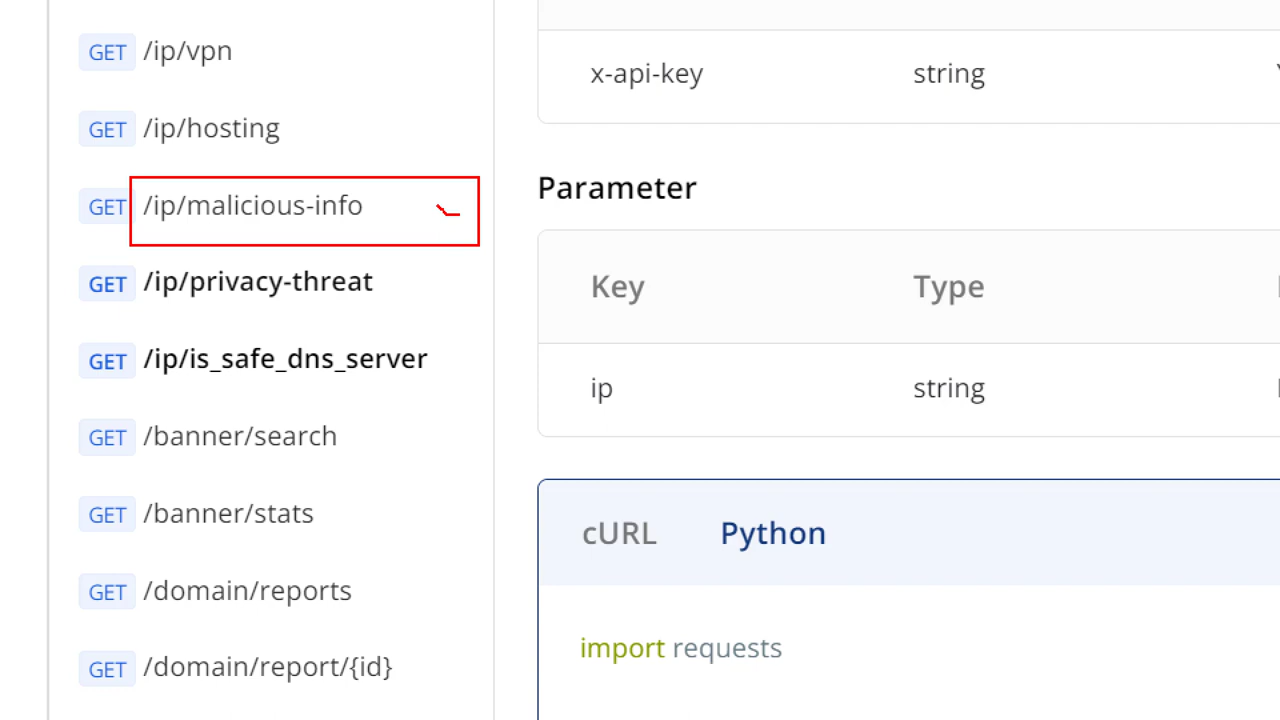 GET /ip/vpn
GET /ip/hosting
GET /ip/malicious-info
GET /ip/privacy-threat
GET /ip/is_safe_dns_server
GET /banner/search
GET /banner/stats
GET /domain/reports
GET /domain/report/{id}
x-api-key string
Parameter
Key Type
ip string
cURL Python
import requests